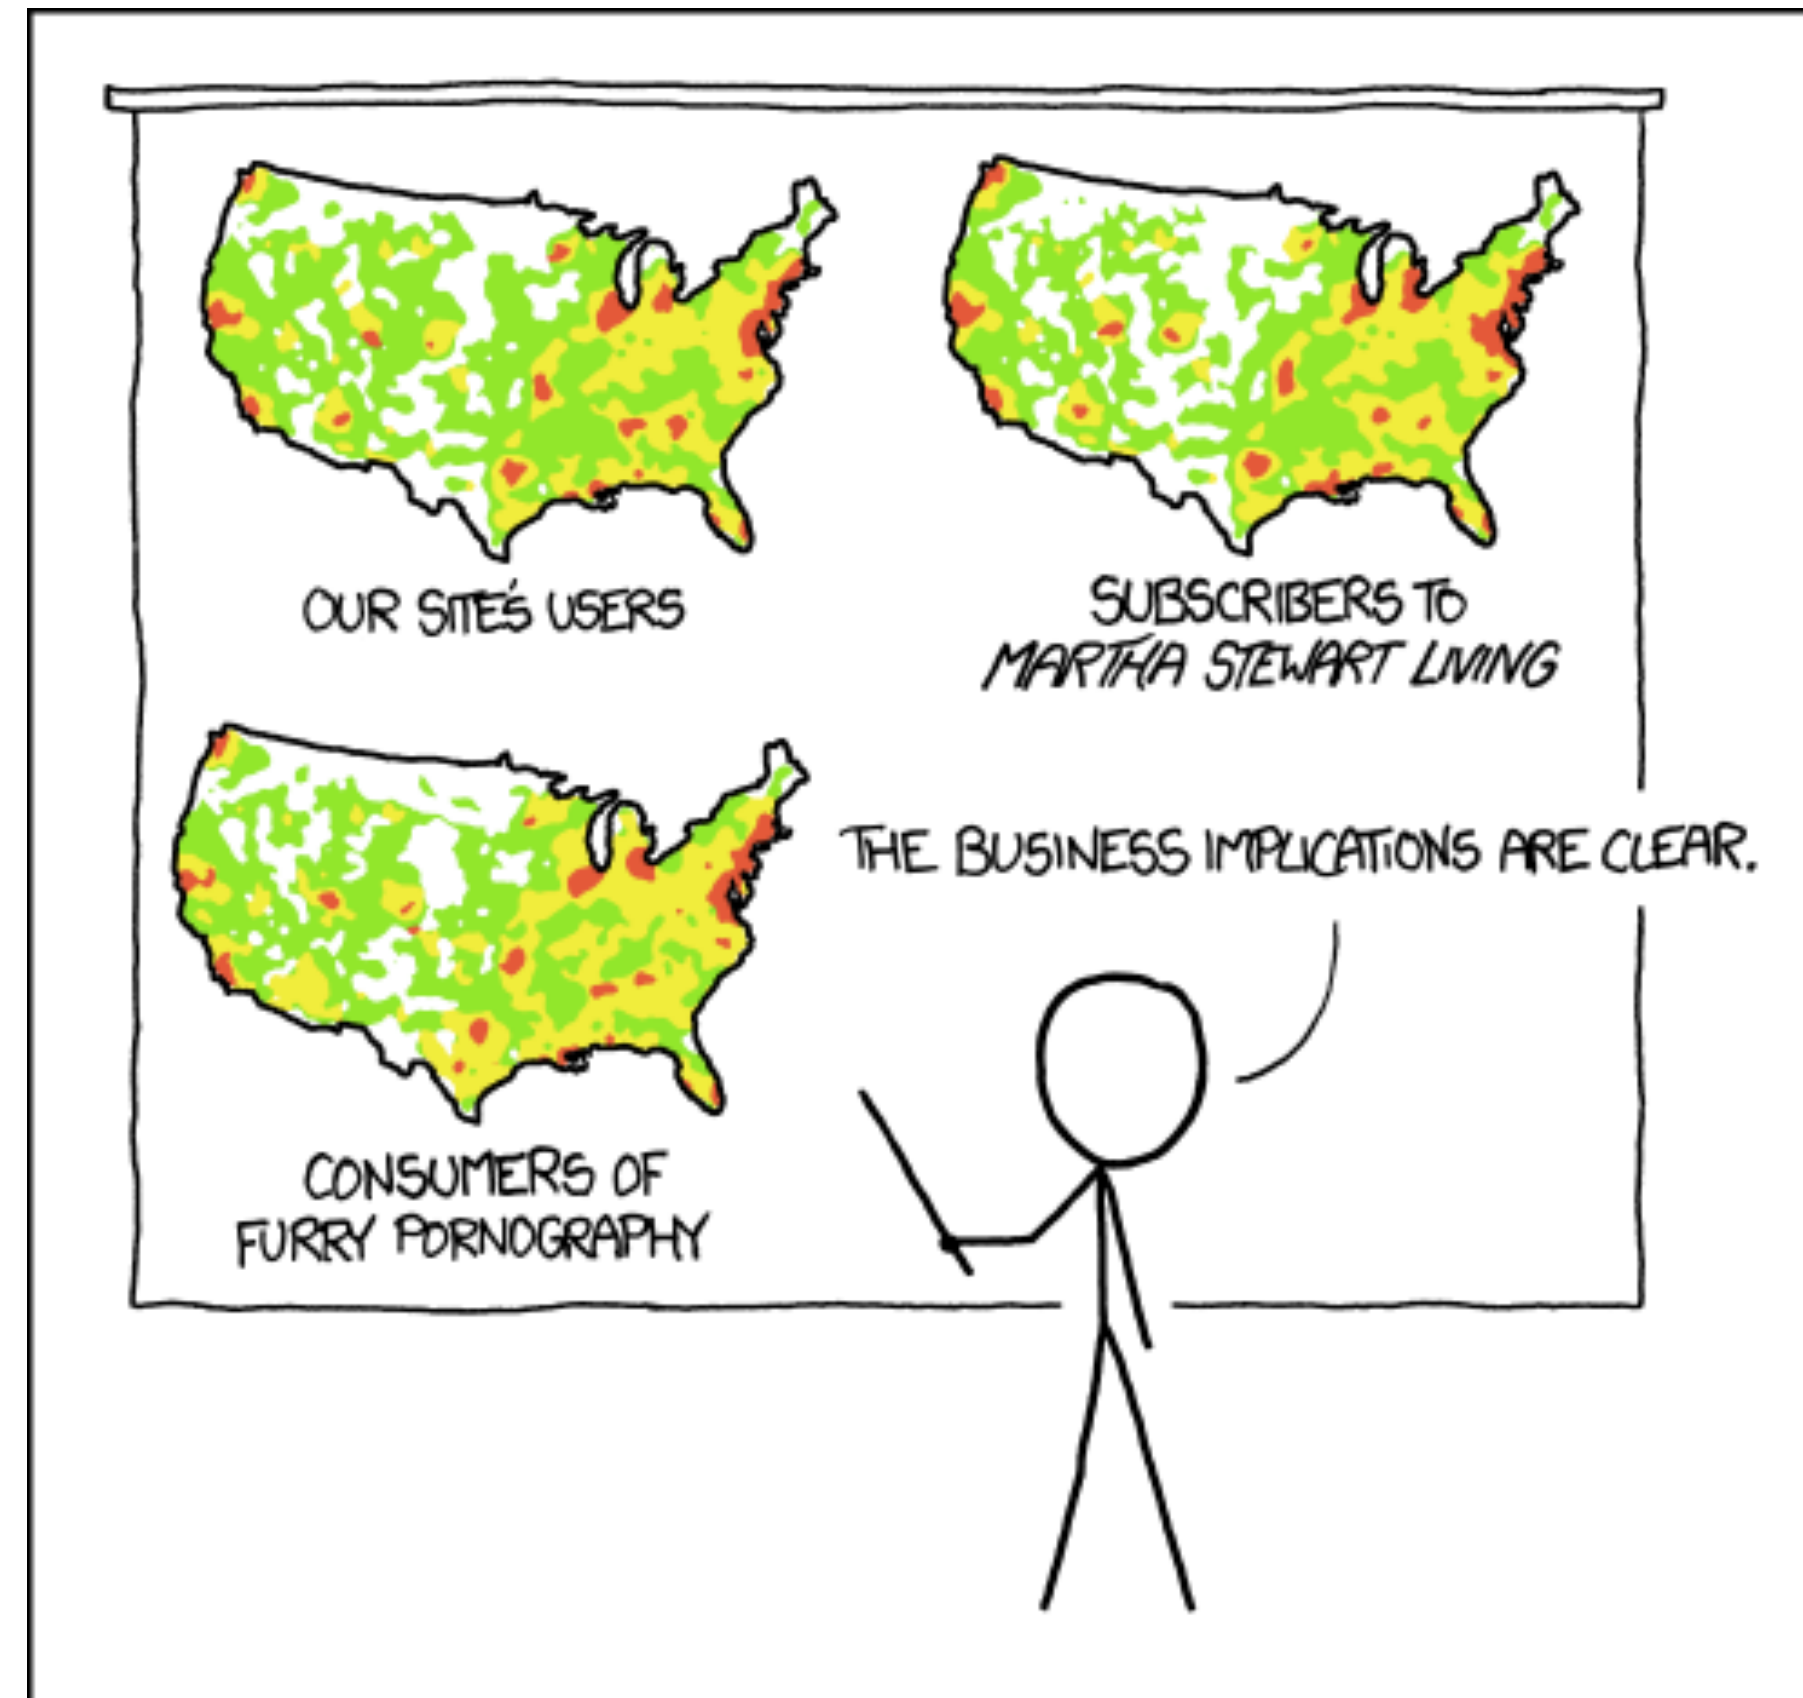 OUR SITE'S USERS
SUBSCRIBERS TO
MARTHA STEWART LIVING
THE BUSINESS IMPLICATIONS ARE CLEAR.
CONSUMERS OF
FURRY PORNOGRAPHY